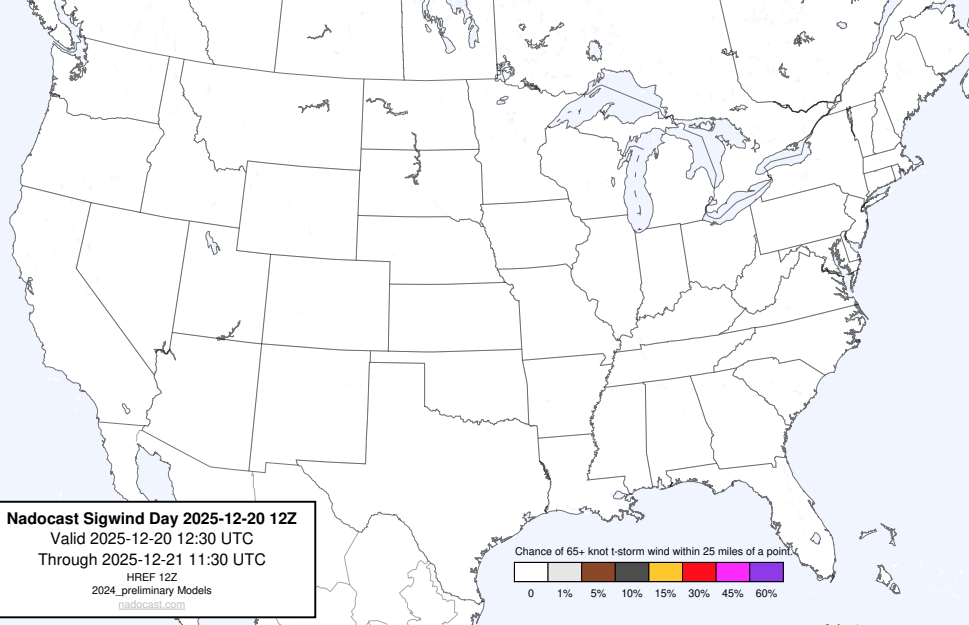 Nadocast Sigwind Day 2025-12-20 12Z
Valid 2025-12-20 12:30 UTC
Through 2025-12-21 11:30 UTC
HREF 12Z
2024_preliminary Models
nadocast.com
Chance of 65+ knot t-storm wind within 25 miles of a point.
0 1% 5% 10% 15% 30% 45% 60%